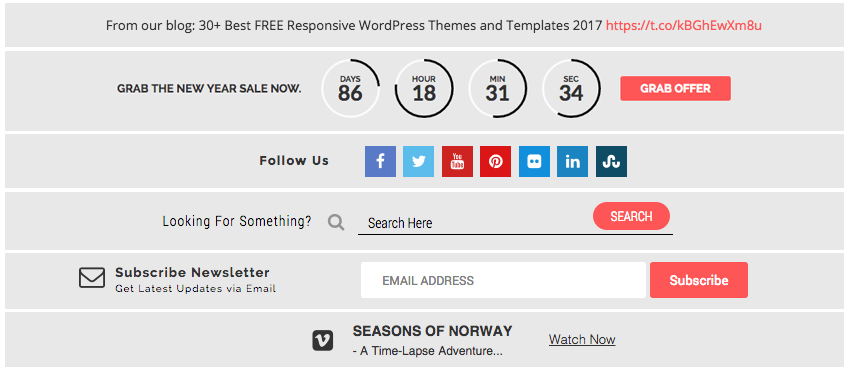 From our blog: 30+ Best FREE Responsive WordPress Themes and Templates 2017 https://t.co/kBGhEwXm8u
GRAB THE NEW YEAR SALE NOW. DAYS 86 HOUR 18 MIN 31 SEC 34 GRAB OFFER
Follow Us f You Tube in
Looking For Something? Search Here SEARCH
Subscribe Newsletter
Get Latest Updates via Email
EMAIL ADDRESS Subscribe
SEASONS OF NORWAY
- A Time-Lapse Adventure...
Watch Now